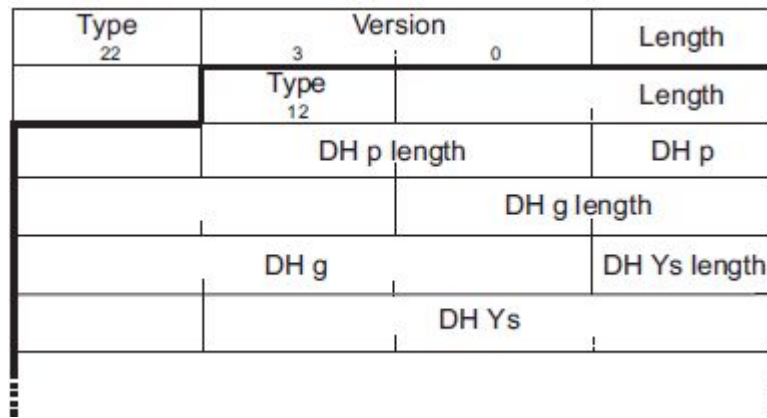 Type Version Length
22 3 0
Type Length
12
DH p length DH p
DH g length
DH g DH Ys length
DH Ys